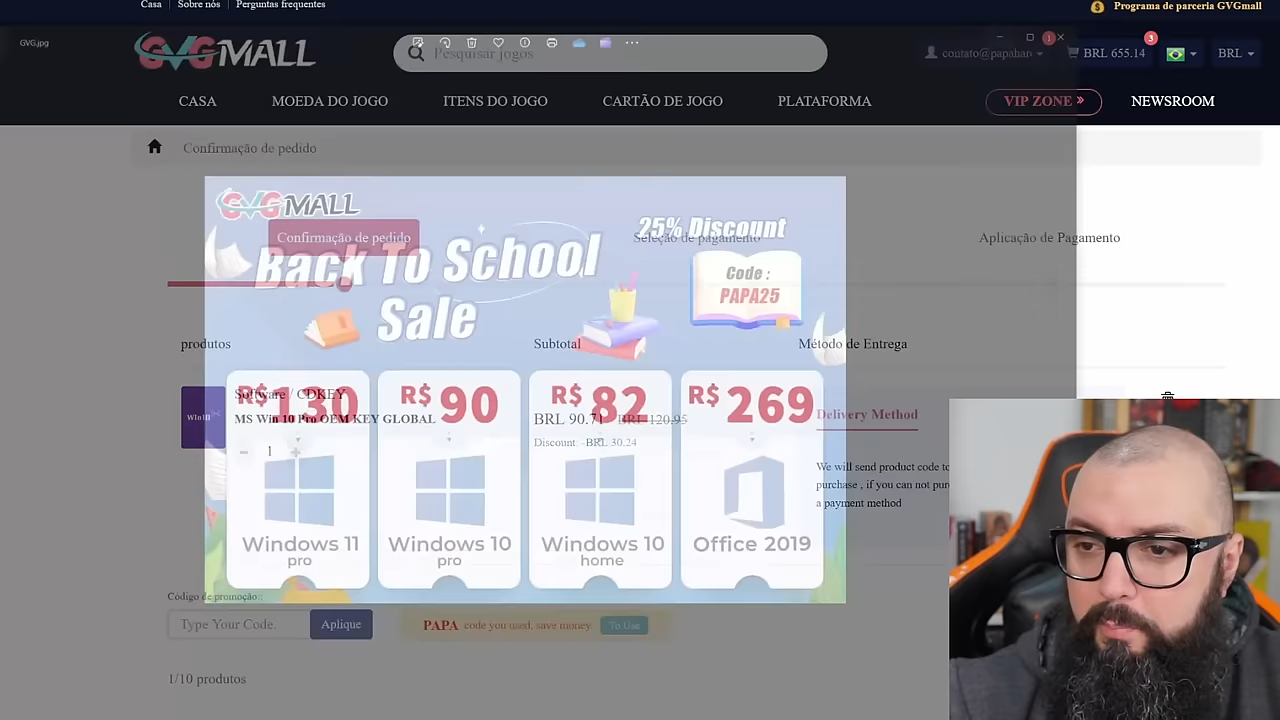 Casa
Sobre nós
Perguntas frequentes
Programa de parceria GVGmall
GVG.jpg
GVGMALL
Pesquisar jogos
1
contato@papahar
BRL 655.14
3
BRL
CASA
MOEDA DO JOGO
ITENS DO JOGO
CARTÃO DE JOGO
PLATAFORMA
VIP ZONE
NEWSROOM
Confirmação de pedido
GVGMALL
25% Discount
Confirmação de pedido
Seleção de pagamento
Aplicação de Pagamento
Back To School
Sale
Code :
PAPA25
produtos
Subtotal
Método de Entrega
R$130
R$ 90
R$ 82
R$ 269
Software / CDKEY
MS Win 10 Pro OEM KEY GLOBAL
BRL 90.71
BRL 120.95
Discount: -BRL 30.24
Delivery Method
1
We will send product code to
purchase , if you can not pur
a payment method
Windows 11
pro
Windows 10
pro
Windows 10
home
Office 2019
Código de promoção::
Type Your Code.
Aplique
PAPA code you used, save money.
To Use
1/10 produtos